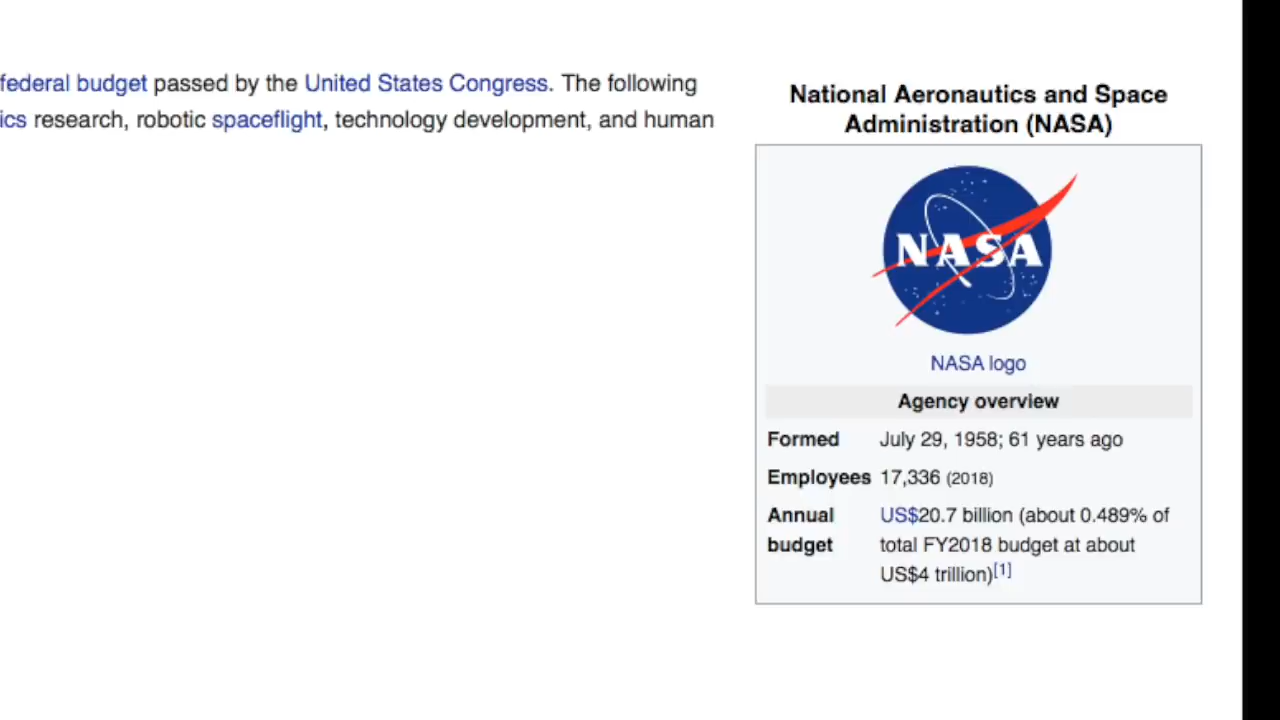 federal budget passed by the United States Congress. The following
ics research, robotic spaceflight, technology development, and human
National Aeronautics and Space
Administration (NASA)
NASA
NASA logo
Agency overview
Formed July 29, 1958; 61 years ago
Employees 17,336 (2018)
Annual US$20.7 billion (about 0.489% of
budget total FY2018 budget at about
US$4 trillion)[1]